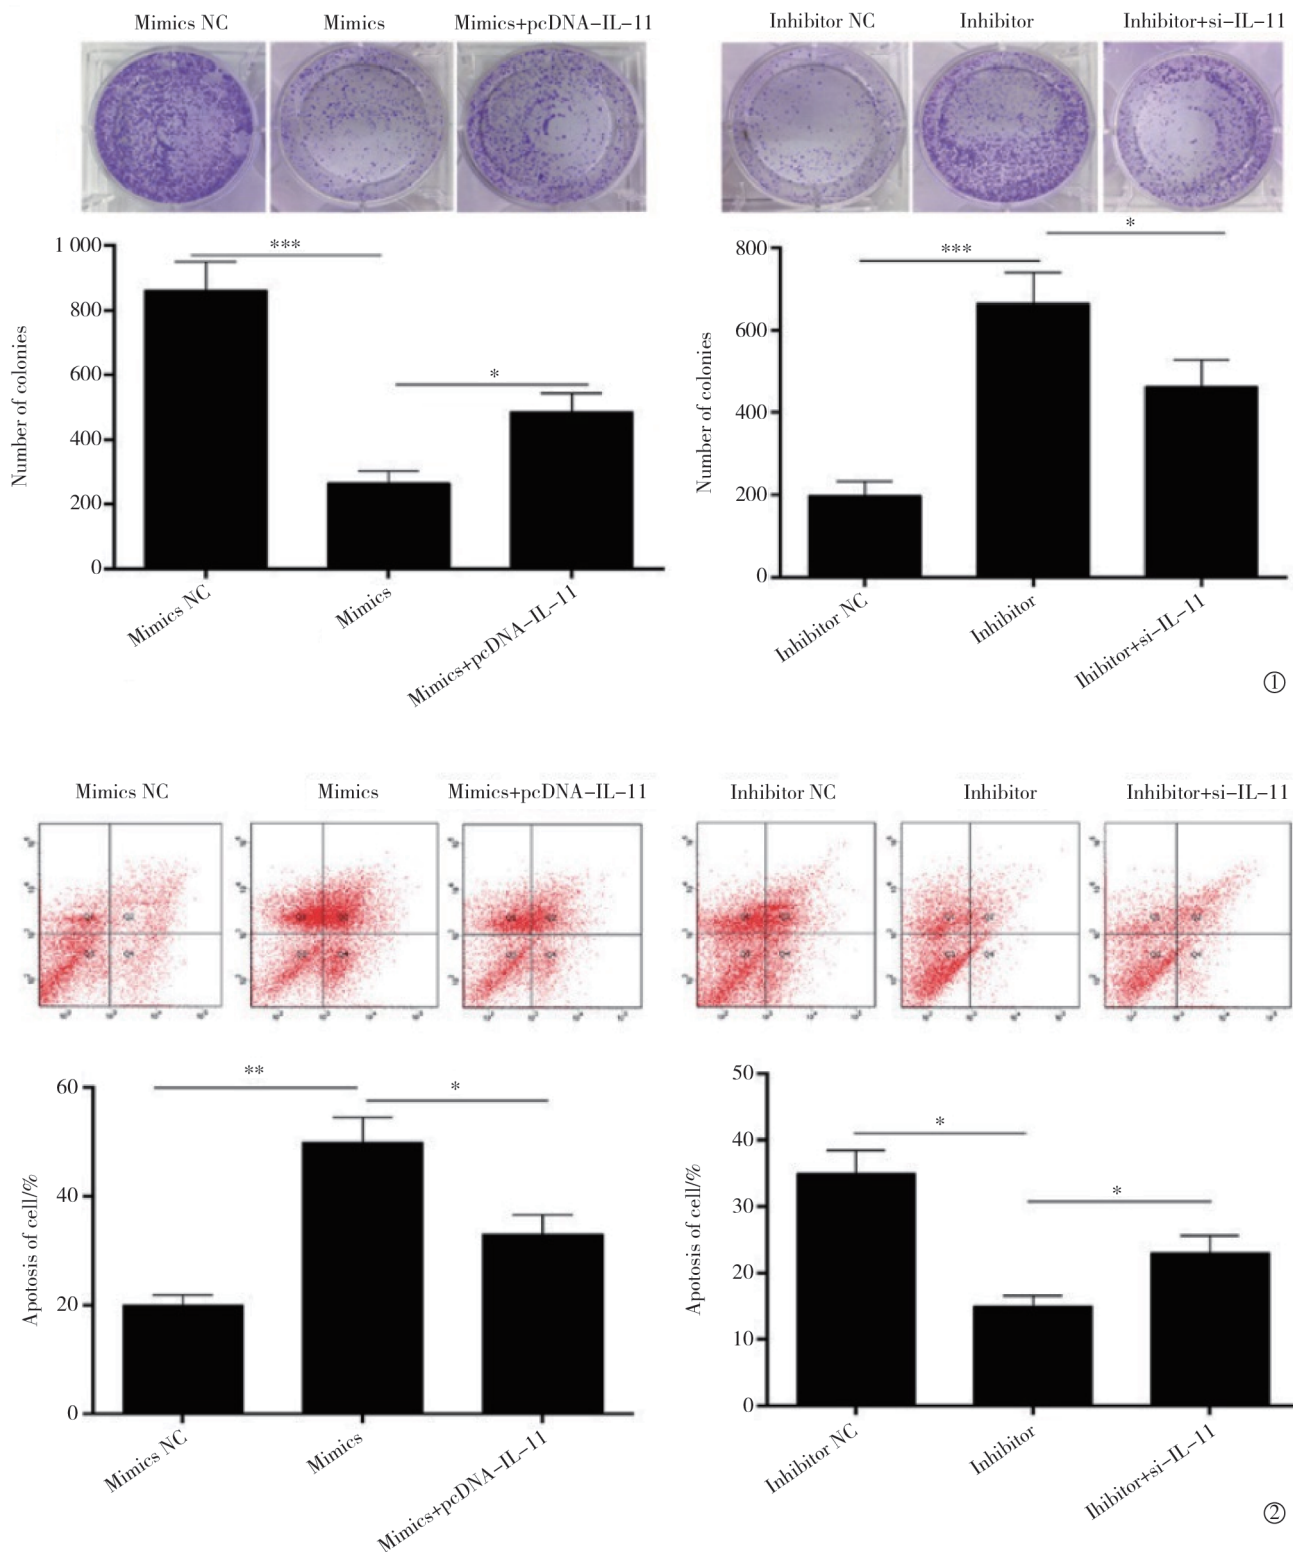 Mimics NC Mimics Mimics+pcDNA-IL-11
Inhibitor NC Inhibitor Inhibitor+si-IL-11
Number of colonies
1 000
800
600
400
200
0
***
*
Mimics NC
Mimics
Mimics+pcDNA-IL-11
Number of colonies
800
600
400
200
0
***
*
Inhibitor NC
Inhibitor
Ihibitor+si-IL-11
①
Mimics NC Mimics Mimics+pcDNA-IL-11
Inhibitor NC Inhibitor Inhibitor+si-IL-11
Apotosis of cell/%
60
40
20
0
**
*
Mimics NC
Mimics
Mimics+pcDNA-IL-11
Apotosis of cell/%
50
40
30
20
10
0
*
*
Inhibitor NC
Inhibitor
Ihibitor+si-IL-11
②